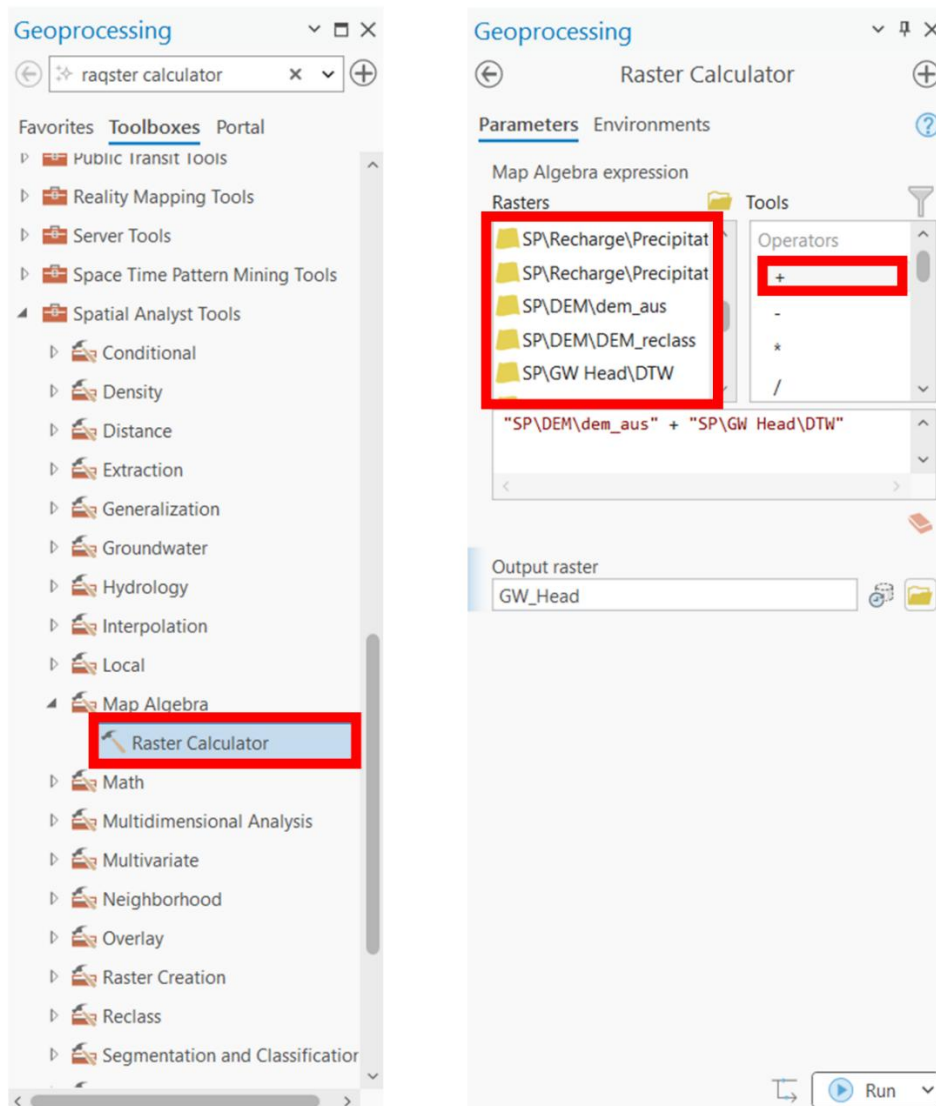 Geoprocessing
raqster calculator
Favorites Toolboxes Portal
Public Transit Tools
Reality Mapping Tools
Server Tools
Space Time Pattern Mining Tools
Spatial Analyst Tools
Conditional
Density
Distance
Extraction
Generalization
Groundwater
Hydrology
Interpolation
Local
Map Algebra
Raster Calculator
Math
Multidimensional Analysis
Multivariate
Neighborhood
Overlay
Raster Creation
Reclass
Segmentation and Classification
Geoprocessing
Raster Calculator
Parameters Environments
?
Map Algebra expression
Rasters
SP\Recharge\Precipitat
SP\Recharge\Precipitat
SP\DEM\dem_aus
SP\DEM\DEM_reclass
SP\GW Head\DTW
Tools
Operators
+
-
*
/
"SP\DEM\dem_aus" + "SP\GW Head\DTW"
Output raster
GW_Head
Run